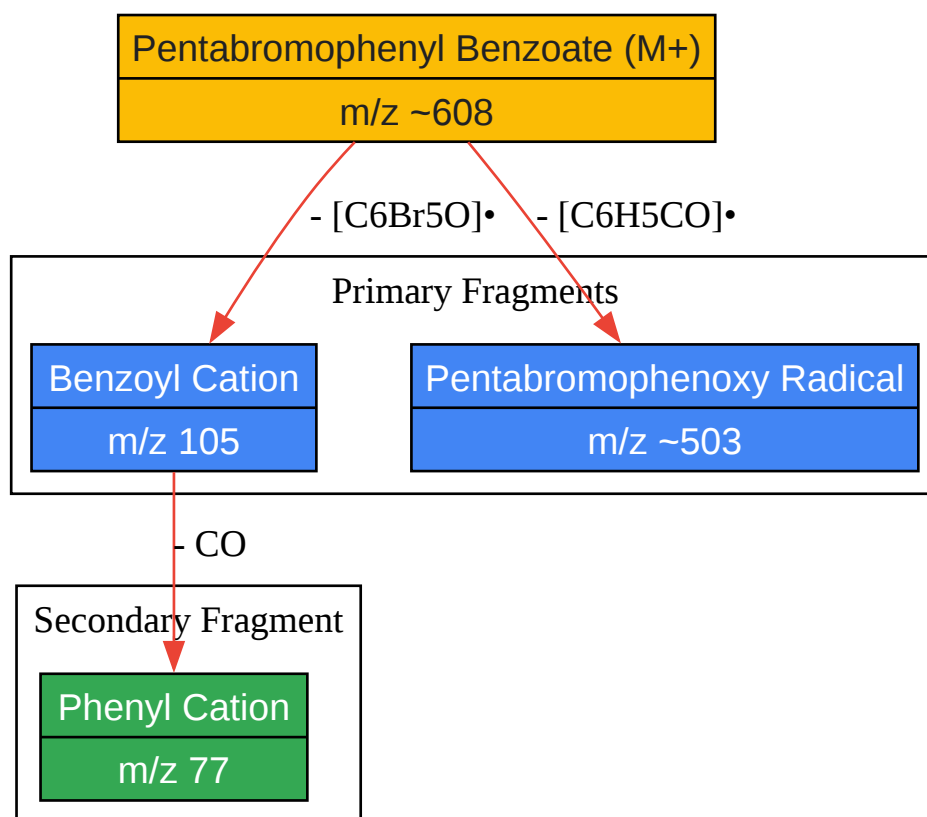 Pentabromophenyl Benzoate (M+)
m/z ~608
- [C6Br5O]•
- [C6H5CO]•
Primary Fragments
Benzoyl Cation
m/z 105
Pentabromophenoxy Radical
m/z ~503
- CO
Secondary Fragment
Phenyl Cation
m/z 77